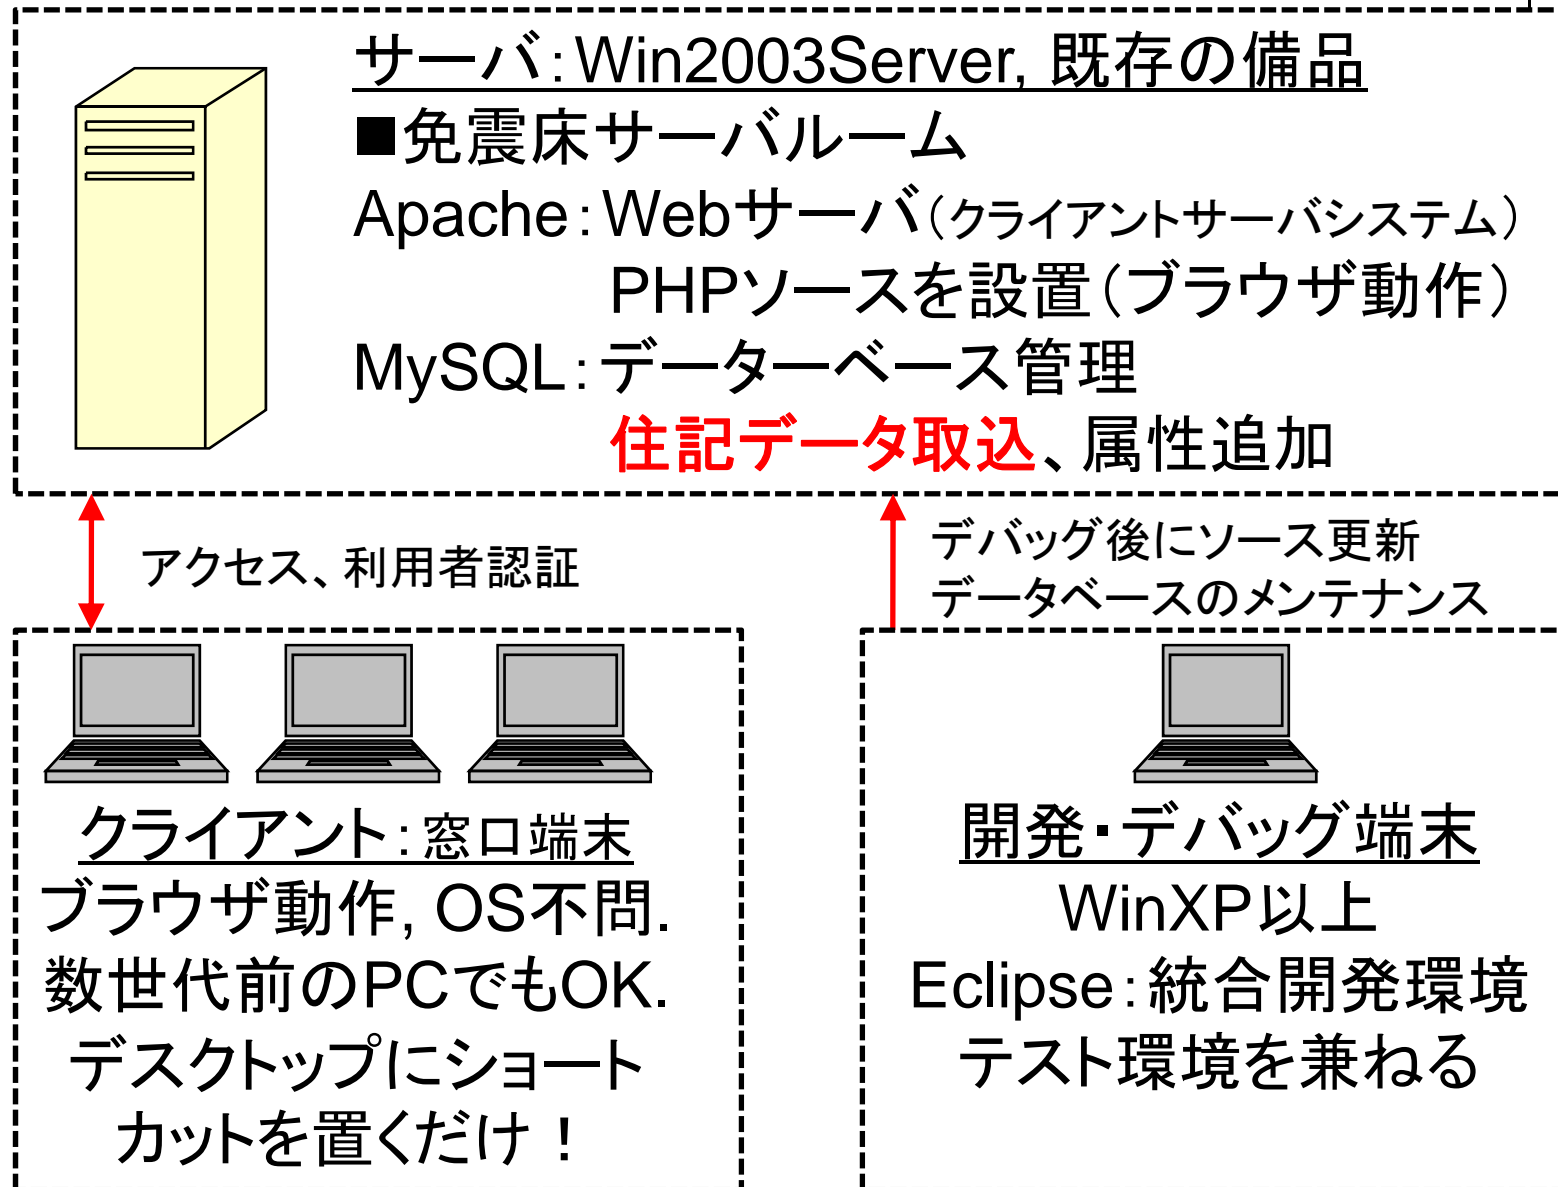 サーバ：Win2003Server, 既存の備品
■免震床サーバルーム
Apache：Webサーバ（クライアントサーバシステム）
PHPソースを設置（ブラウザ動作）
MySQL：データーベース管理
住記データ取込、属性追加
アクセス、利用者認証
デバッグ後にソース更新
データベースのメンテナンス
クライアント：窓口端末
ブラウザ動作, OS不問.
数世代前のPCでもOK.
デスクトップにショート
カットを置くだけ！
開発・デバッグ端末
WinXP以上
Eclipse：統合開発環境
テスト環境を兼ねる